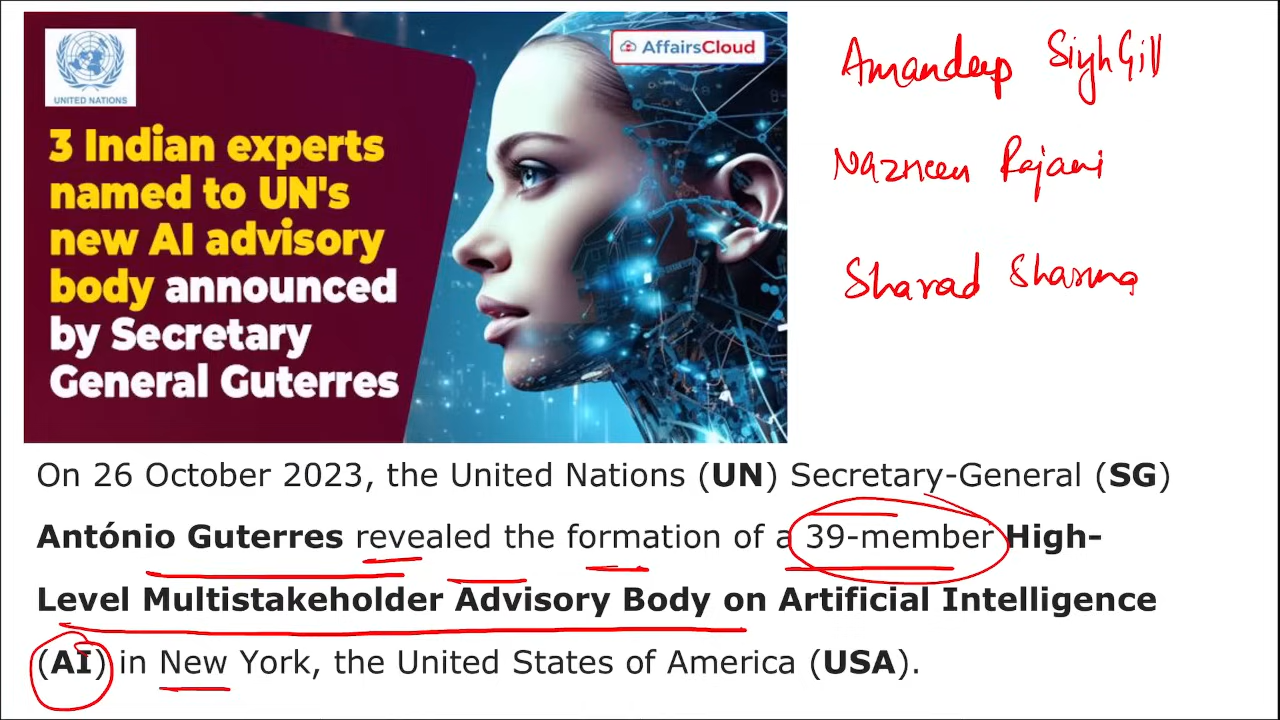 UNITED NATIONS
AffairsCloud
3 Indian experts
named to UN's
new AI advisory
body announced
by Secretary
General Guterres
Amandeep Singh Gill
Nazneen Rajani
Sharad Sharma
On 26 October 2023, the United Nations (UN) Secretary-General (SG)
António Guterres revealed the formation of a 39-member High-
Level Multistakeholder Advisory Body on Artificial Intelligence
(AI) in New York, the United States of America (USA).